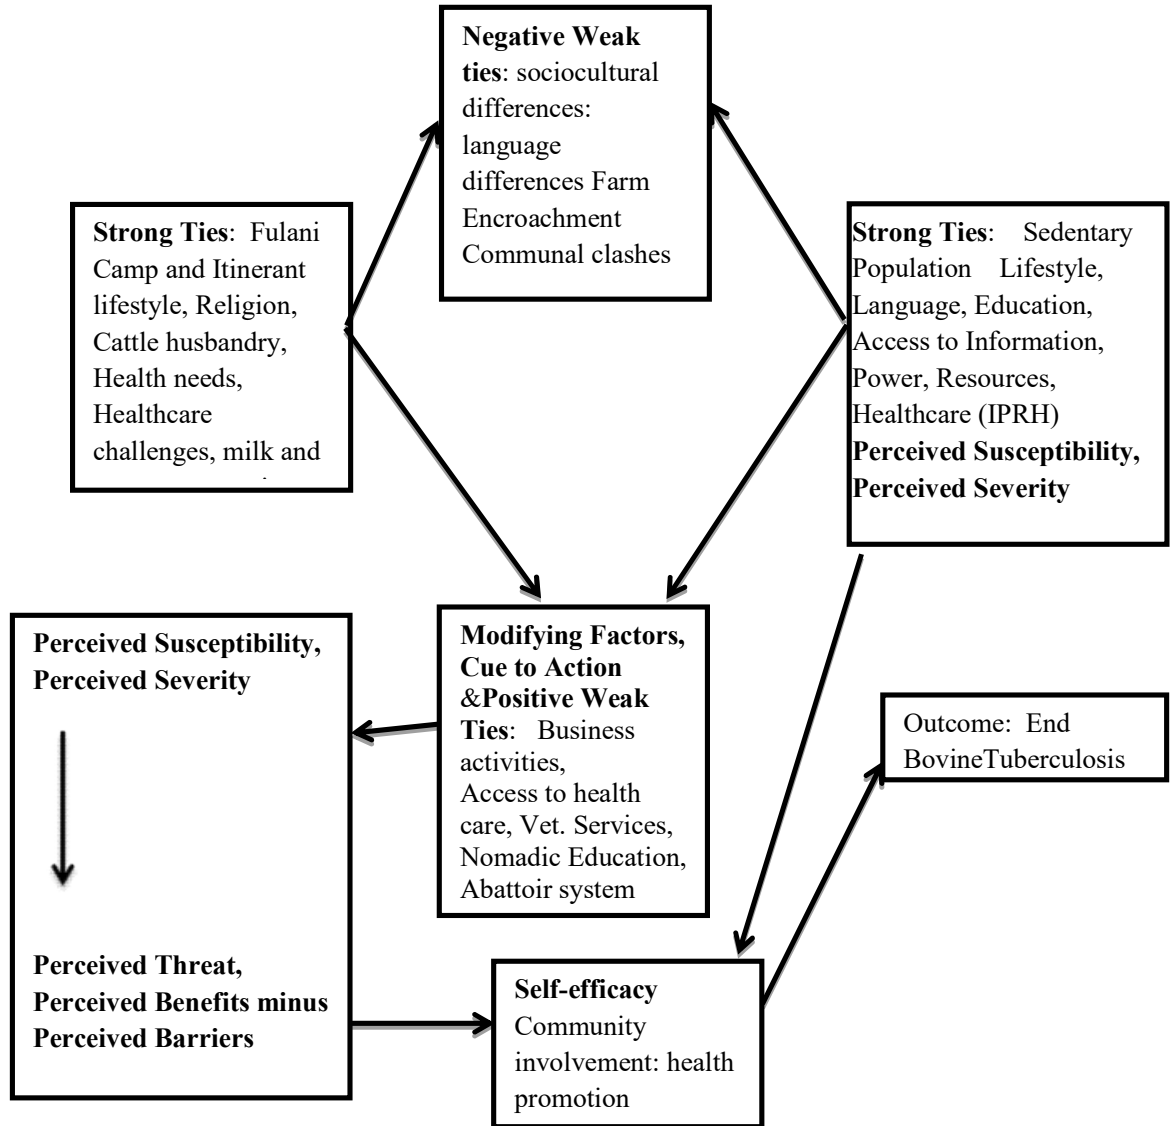 Negative Weak
ties: sociocultural
differences:
language
differences Farm
Encroachment
Communal clashes
Strong Ties: Fulani
Camp and Itinerant
lifestyle, Religion,
Cattle husbandry,
Health needs,
Healthcare
challenges, milk and
Strong Ties: Sedentary
Population Lifestyle,
Language, Education,
Access to Information,
Power, Resources,
Healthcare (IPRH)
Perceived Susceptibility,
Perceived Severity
Perceived Susceptibility,
Perceived Severity
Perceived Threat,
Perceived Benefits minus
Perceived Barriers
Modifying Factors,
Cue to Action
&Positive Weak
Ties: Business
activities,
Access to health
care, Vet. Services,
Nomadic Education,
Abattoir system
Outcome: End
BovineTuberculosis
Self-efficacy
Community
involvement: health
promotion